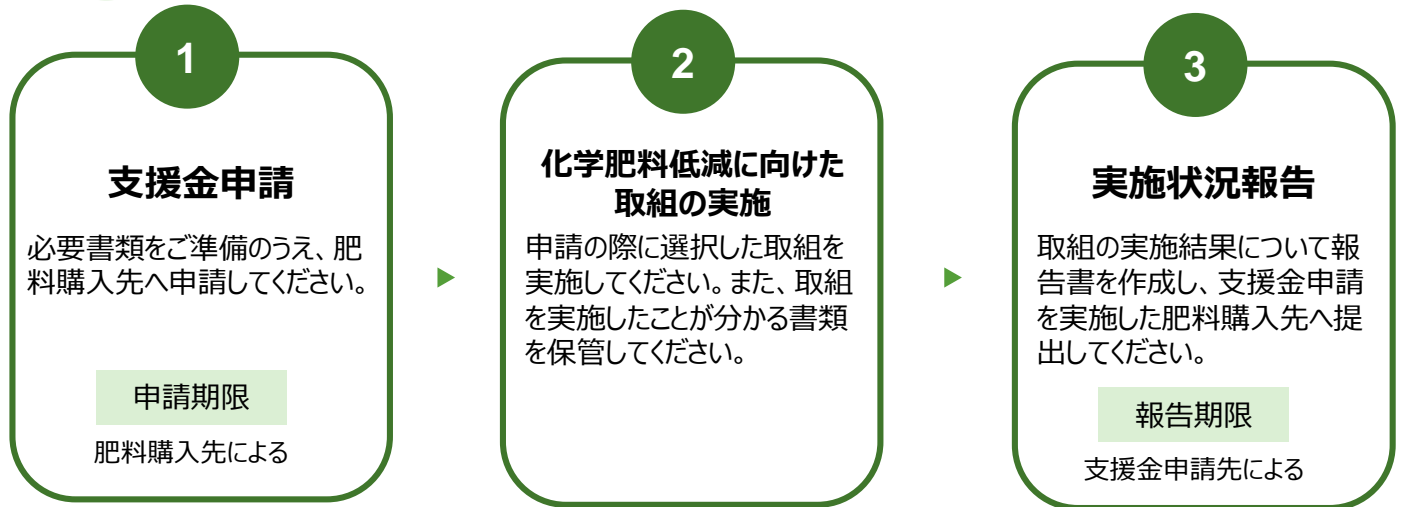 1
支援金申請
必要書類をご準備のうえ、肥
料購入先へ申請してください。
申請期限
肥料購入先による
2
化学肥料低減に向けた
取組の実施
申請の際に選択した取組を
実施してください。また、取組
を実施したことが分かる書類
を保管してください。
3
実施状況報告
取組の実施結果について報
告書を作成し、支援金申請
を実施した肥料購入先へ提
出してください。
報告期限
支援金申請先による